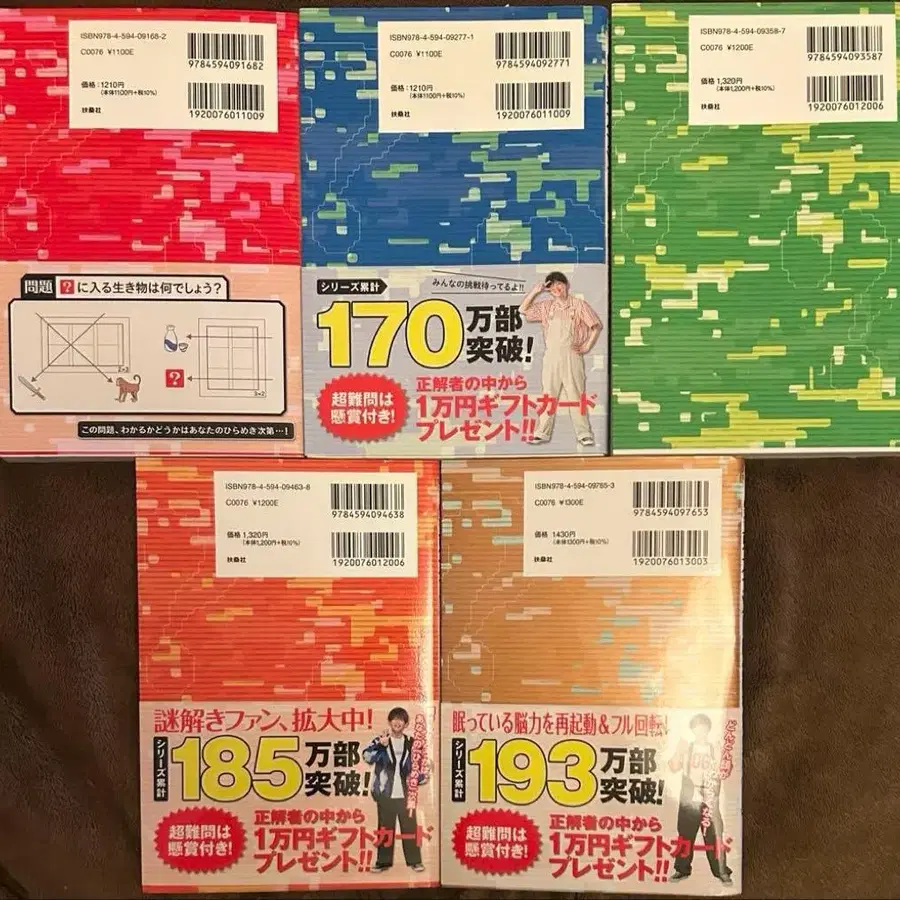 ISBN978-4-594-09168-2
C0076 ¥1100E
9784594091682
価格:1210円
(本体1100円+税10%)
扶桑社
1920076011009
問題 ?に入る生き物は何でしょう?
2×3
?
3×2
この問題、わかるかどうかはあなたのひらめき次第…!
ISBN978-4-594-09277-1
C0076 ¥1100E
9784594092771
価格:1210円
(本体1100円+税10%)
扶桑社
1920076011009
みんなの挑戦待ってるよ!!
シリーズ累計
170万部突破!
超難問は
懸賞付き!
正解者の中から
1万円ギフトカード
プレゼント!!
ISBN978-4-594-09358-7
C0076 ¥1200E
9784594093587
価格 1,320円
(本体1,200円+税10%)
扶桑社
1920076012006
ISBN978-4-594-09463-8
C0076 ¥1200E
9784594094638
価格 1,320円
(本体1,200円+税10%)
扶桑社
1920076012006
謎解きファン、拡大中!
シリーズ累計
185万部突破!
超難問は
懸賞付き!
正解者の中から
1万円ギフトカード
プレゼント!!
ISBN978-4-594-09765-3
C0076 ¥1300E
9784594097653
価格 1430円
(本体1300円+税10%)
扶桑社
1920076013003
眠っている脳力を再起動&フル回転!
シリーズ累計
193万部突破!
超難問は
懸賞付き!
正解者の中から
1万円ギフトカード
プレゼント!!